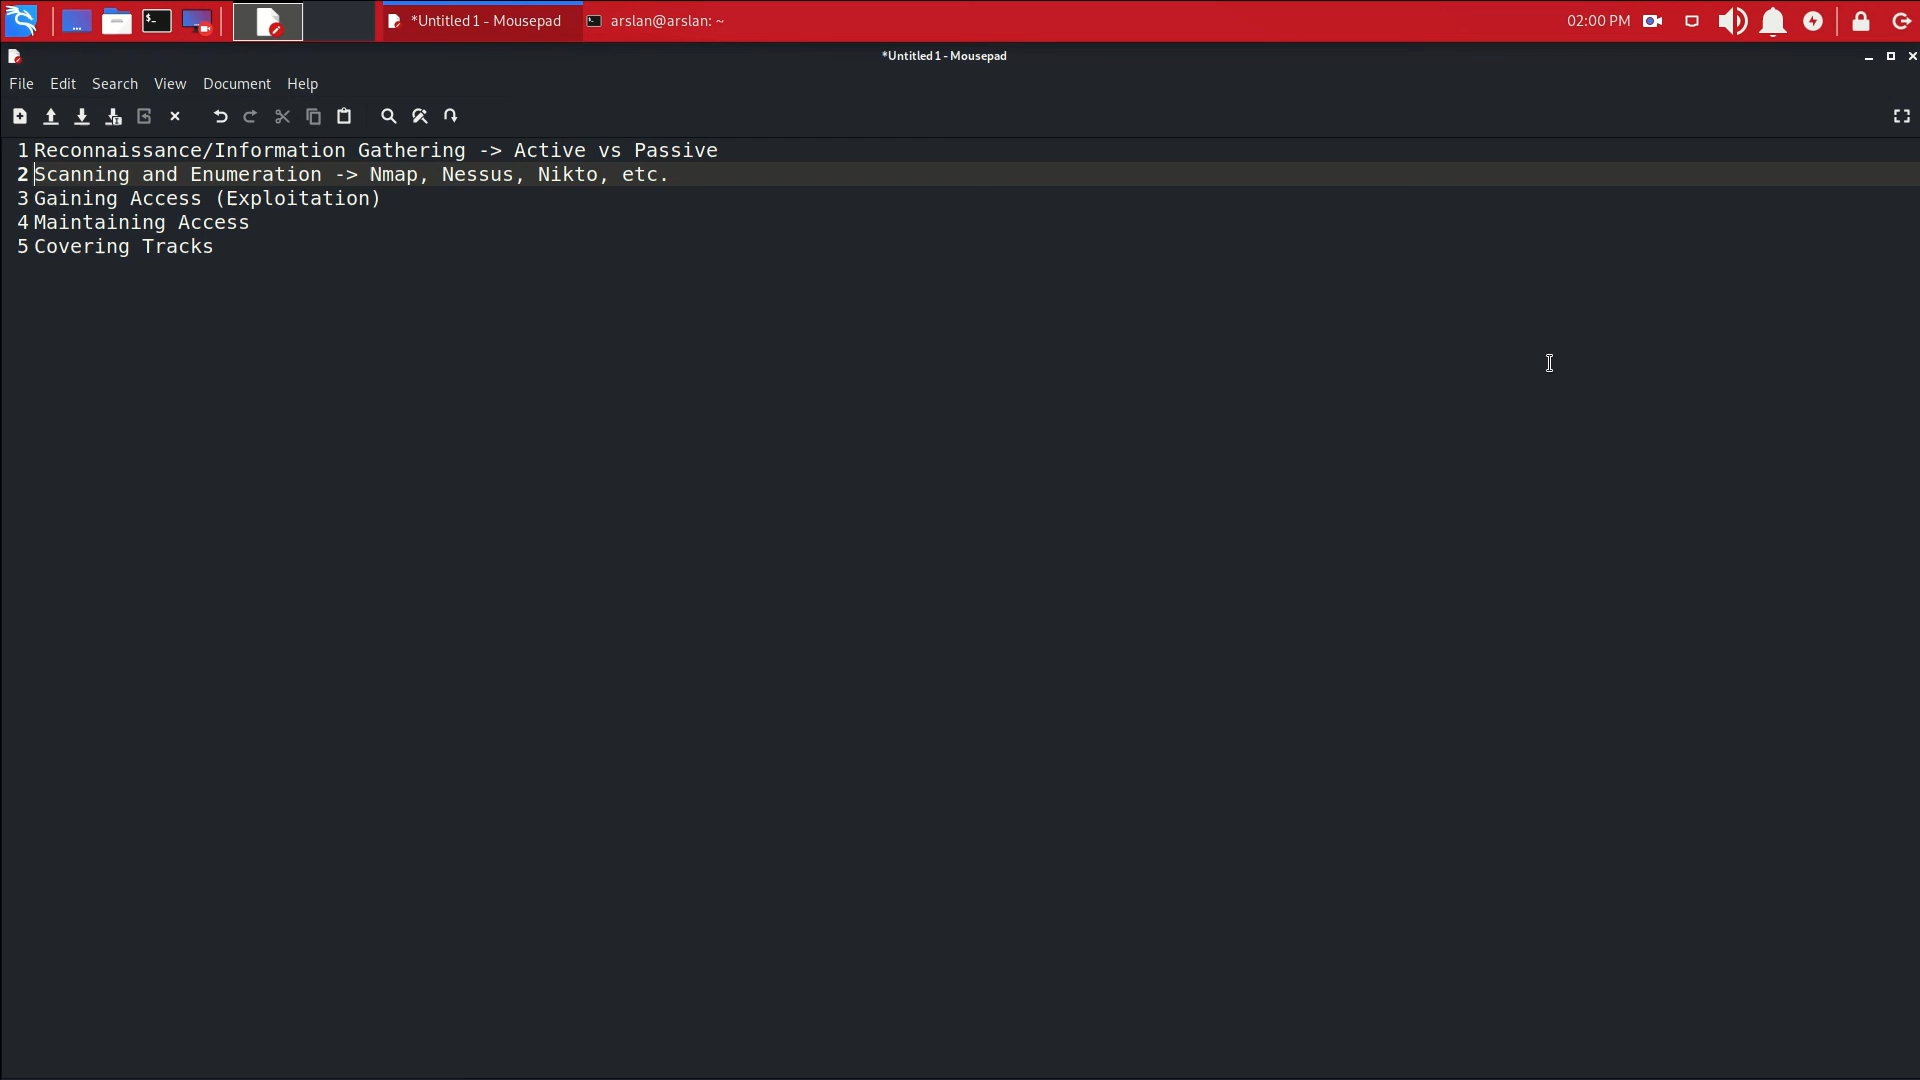 *Untitled 1 - Mousepad
arslan@arslan: ~
02:00 PM
*Untitled 1 - Mousepad
File Edit Search View Document Help
1 Reconnaissance/Information Gathering -> Active vs Passive
2 Scanning and Enumeration -> Nmap, Nessus, Nikto, etc.
3 Gaining Access (Exploitation)
4 Maintaining Access
5 Covering Tracks